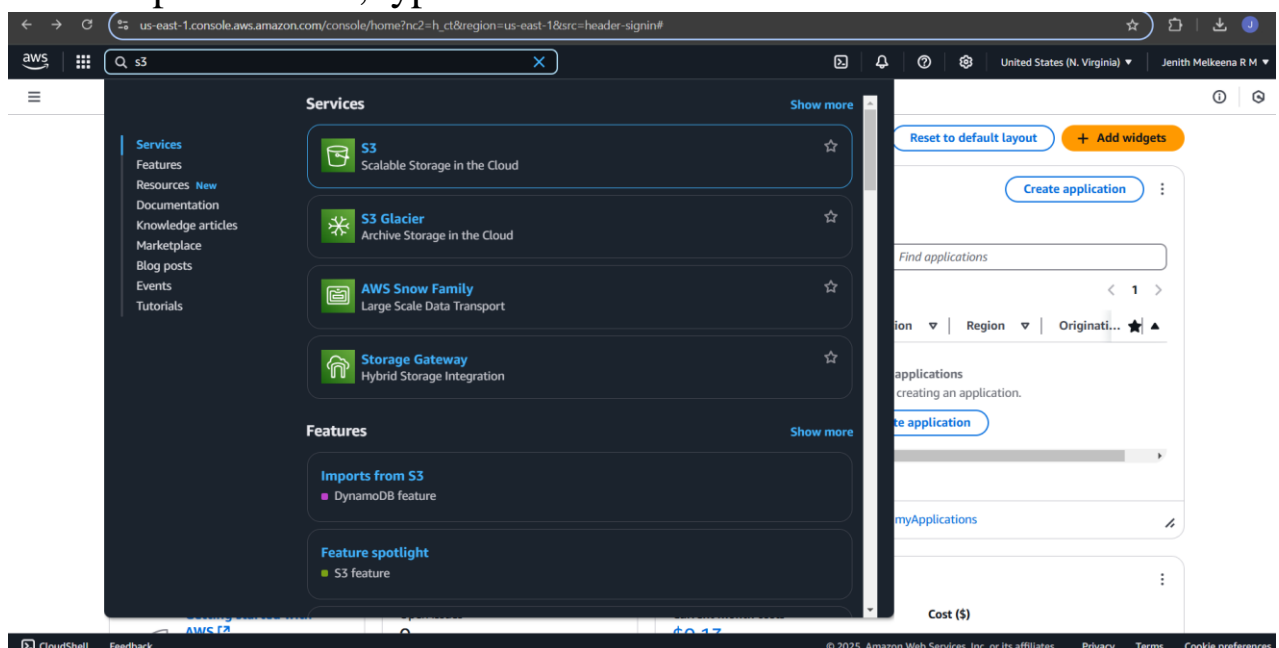 us-east-1.console.aws.amazon.com/console/home?nc2=h_ct&region=us-east-1&src=header-signin#
J
aws
s3
United States (N. Virginia)
Jenith Melkeena R M
Services
Show more
Services
Features
Resources New
Documentation
Knowledge articles
Marketplace
Blog posts
Events
Tutorials
S3
Scalable Storage in the Cloud
S3 Glacier
Archive Storage in the Cloud
AWS Snow Family
Large Scale Data Transport
Storage Gateway
Hybrid Storage Integration
Features
Show more
Imports from S3
DynamoDB feature
Feature spotlight
S3 feature
Reset to default layout
+ Add widgets
Create application
Find applications
1
ion
Region
Originati...
applications
creating an application.
te application
myApplications
AWS
Cost ($)
CloudShell
Feedback
© 2025, Amazon Web Services, Inc. or its affiliates.
Privacy
Terms
Cookie preferences